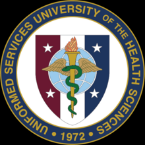 UNIFORMED SERVICES UNIVERSITY of the HEALTH SCIENCES
• 1972 •